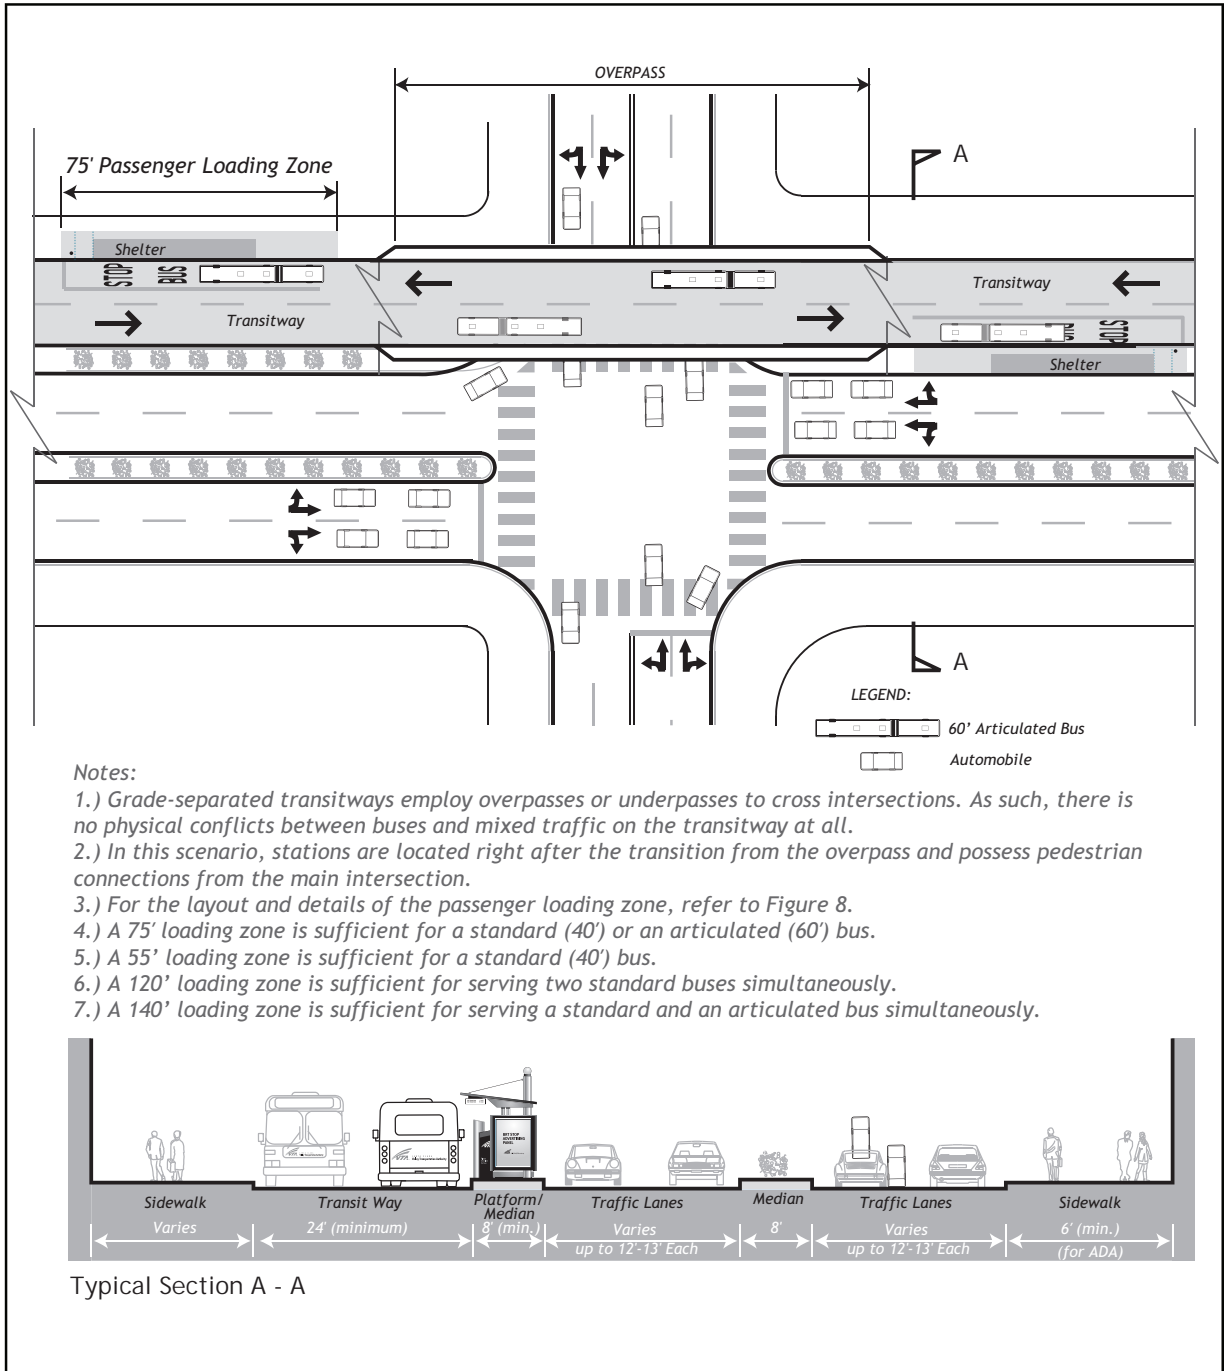 OVERPASS
A
75' Passenger Loading Zone
Shelter
STOP
BUS
Transitway
Transitway
STOP
Shelter
A
LEGEND:
60’ Articulated Bus
Automobile
Notes:
1.) Grade-separated transitways employ overpasses or underpasses to cross intersections. As such, there is
no physical conflicts between buses and mixed traffic on the transitway at all.
2.) In this scenario, stations are located right after the transition from the overpass and possess pedestrian
connections from the main intersection.
3.) For the layout and details of the passenger loading zone, refer to Figure 8.
4.) A 75' loading zone is sufficient for a standard (40') or an articulated (60') bus.
5.) A 55’ loading zone is sufficient for a standard (40') bus.
6.) A 120’ loading zone is sufficient for serving two standard buses simultaneously.
7.) A 140’ loading zone is sufficient for serving a standard and an articulated bus simultaneously.
BRT STOP
ADVERTISING
PANEL
Sidewalk
Varies
Transit Way
24' (minimum)
Platform/
Median
8' (min.)
Traffic Lanes
Varies
up to 12'-13' Each
Median
8'
Traffic Lanes
Varies
up to 12'-13' Each
Sidewalk
6' (min.)
(for ADA)
Typical Section A - A